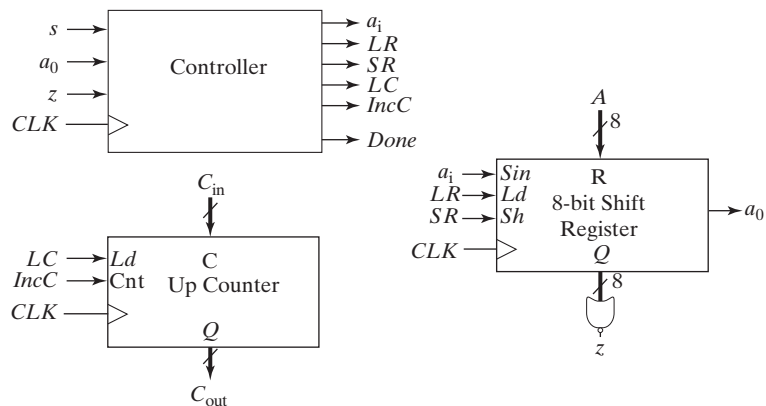 s
a0
z
CLK
Controller
ai
LR
SR
LC
IncC
Done
Cin
LC
IncC
CLK
Ld
Cnt
C
Up Counter
Q
Cout
A
8
ai
LR
SR
CLK
Sin
Ld
Sh
R
8-bit Shift
Register
Q
a0
8
z